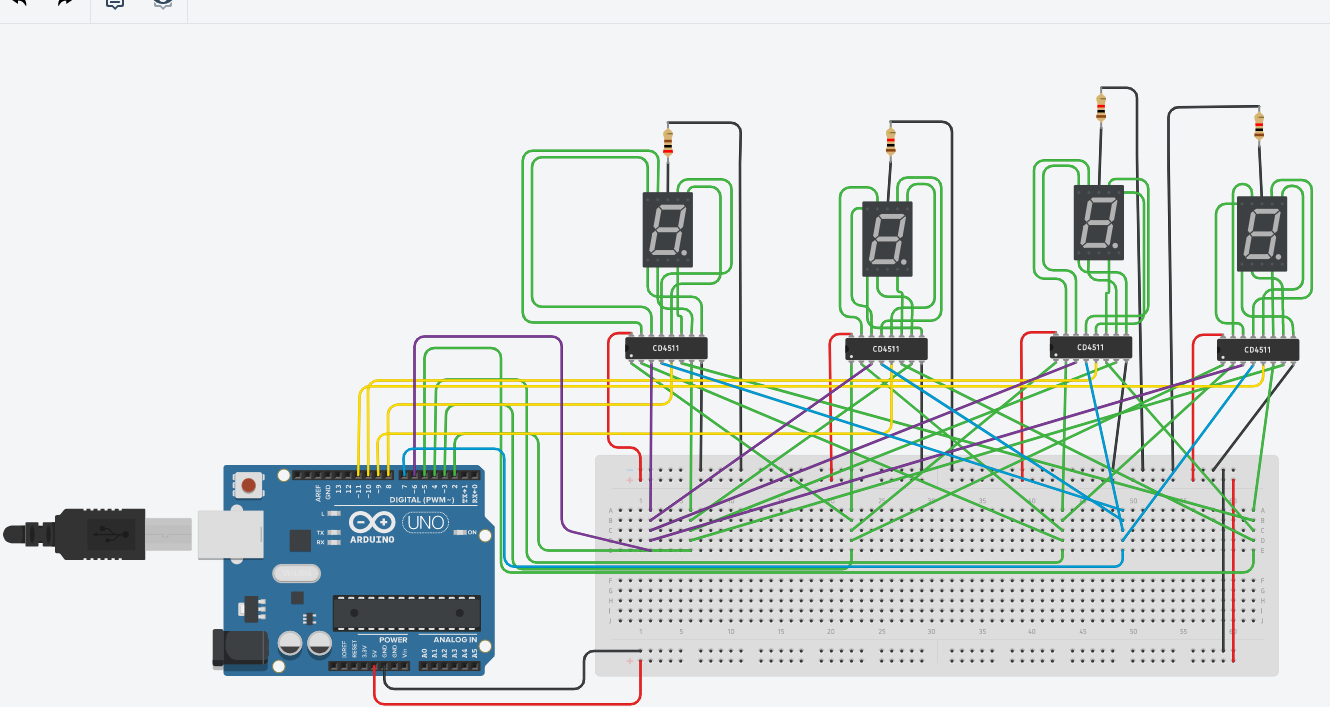 CD4511
CD4511
CD4511
CD4511
AREF
GND
13
12
~11
~10
~9
8
7
~6
~5
4
~3
2
TX→1
RX←0
DIGITAL (PWM~)
L
TX
RX
ARDUINO
UNO
ON
IOREF
RESET
3.3V
5V
GND
GND
Vin
POWER
ANALOG IN
A0
A1
A2
A3
A4
A5
1
20
50
A
B
C
D
E
A
B
C
D
E
F
G
H
I
J
F
G
H
I
J
1
5
10
15
20
25
30
35
40
45
50
55
60